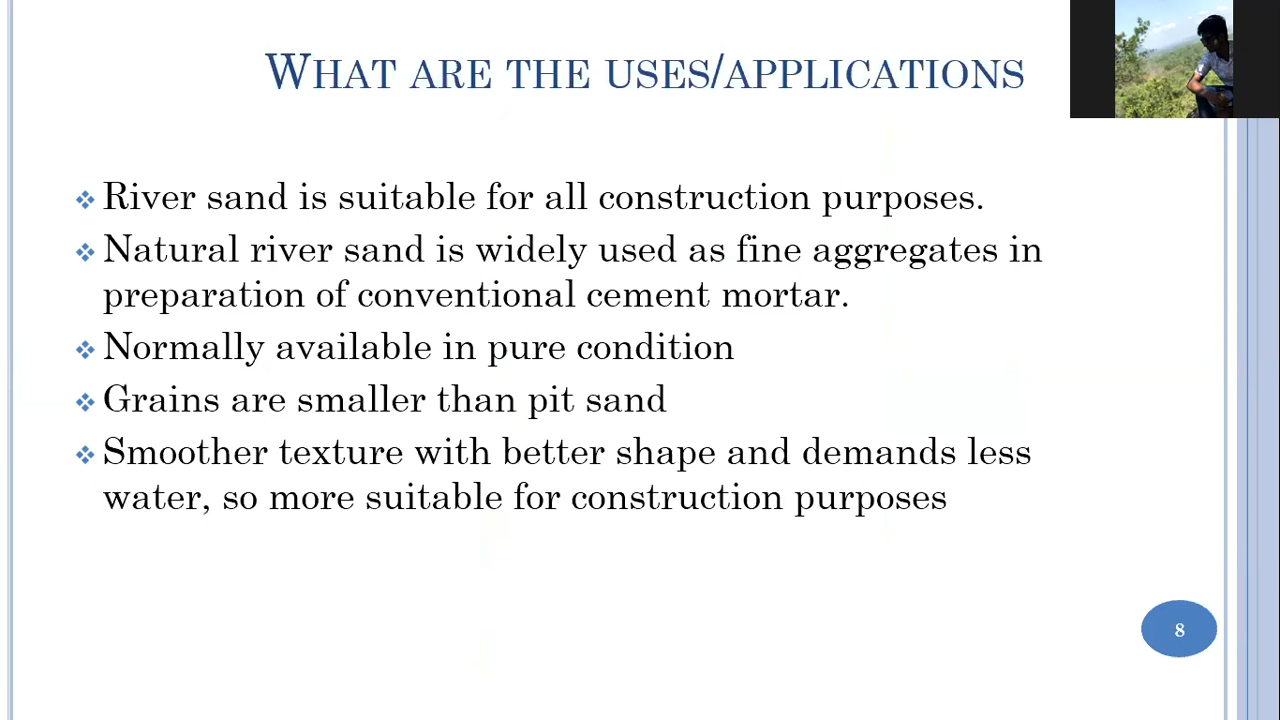 WHAT ARE THE USES/APPLICATIONS
River sand is suitable for all construction purposes.
Natural river sand is widely used as fine aggregates in
preparation of conventional cement mortar.
Normally available in pure condition
Grains are smaller than pit sand
Smoother texture with better shape and demands less
water, so more suitable for construction purposes
8